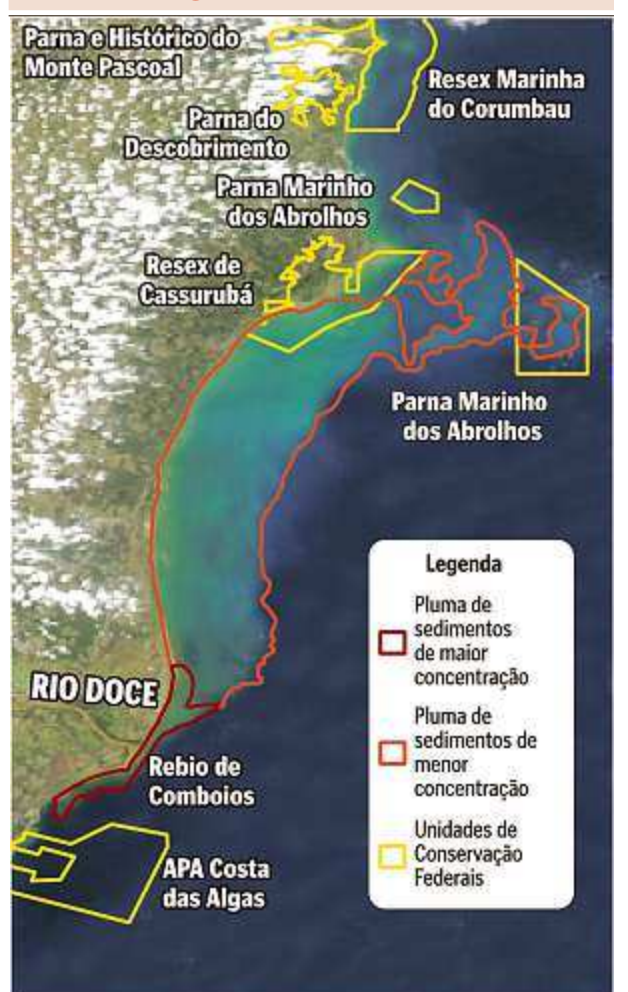 Parna e Histórico do
Monte Pascoal
Resex Marinha
do Corumbau
Parna do
Descobrimento
Parna Marinho
dos Abrolhos
Resex de
Cassurubá
Parna Marinho
dos Abrolhos
RIO DOCE
Rebio de
Comboios
APA Costa
das Algas
Legenda
Pluma de
sedimentos
de maior
concentração
Pluma de
sedimentos de
menor
concentração
Unidades de
Conservação
Federais